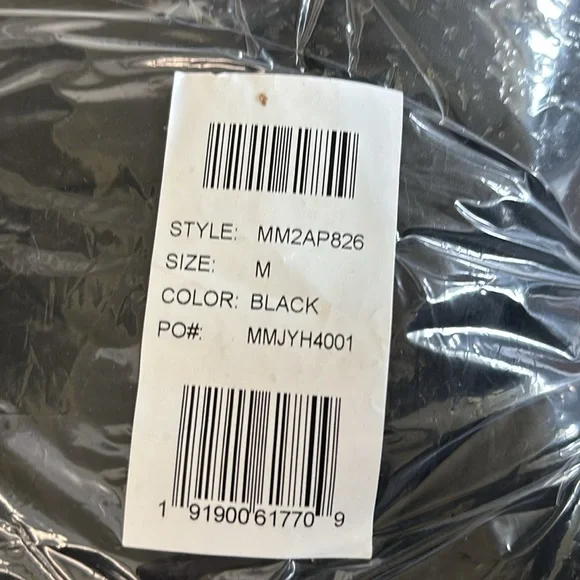 STYLE: MM2AP826
SIZE: M
COLOR: BLACK
PO#: MMJYH4001
1 91900 61770 9